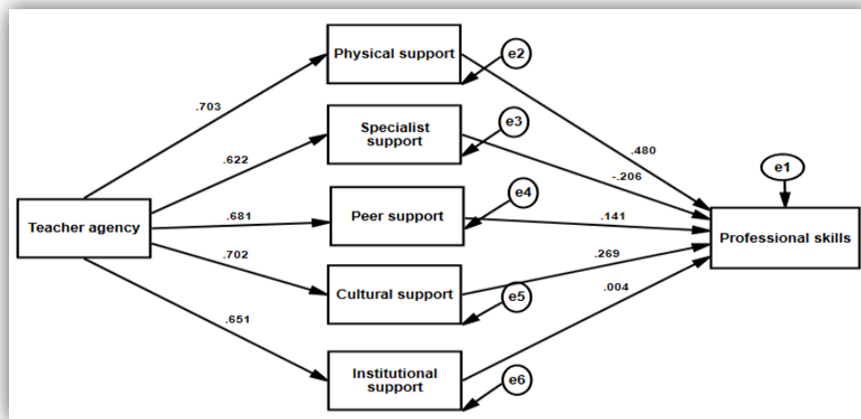 Physical support
e2
.703
Specialist
support
e3
.480
.622
-.206
e1
e4
Teacher agency
.681
Peer support
.141
Professional skills
.702
.269
Cultural support
e5
.004
.651
Institutional
support
e6